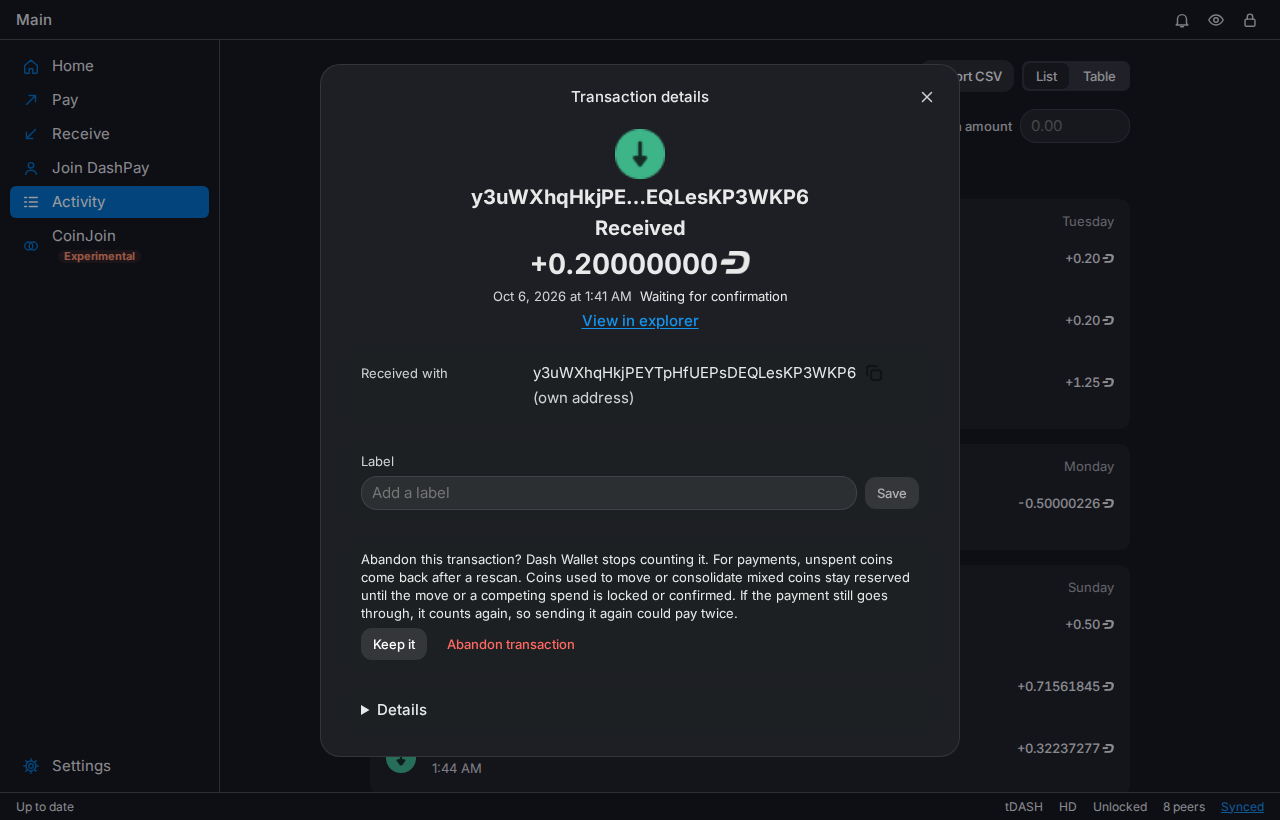 Main
Home
Pay
Receive
Join DashPay
Activity
CoinJoin
Experimental
Settings
CSV
List
Table
amount
0.00
Tuesday
+0.20
+0.20
+1.25
Monday
-0.50000226
Sunday
+0.50
+0.71561845
+0.32237277
1:44 AM
Transaction details
y3uWXhqHkjPE...EQLesKP3WKP6
Received
+0.20000000
Oct 6, 2026 at 1:41 AM Waiting for confirmation
View in explorer
Received with
y3uWXhqHkjPEYTpHfUEPsDEQLesKP3WKP6
(own address)
Label
Add a label
Save
Abandon this transaction? Dash Wallet stops counting it. For payments, unspent coins
come back after a rescan. Coins used to move or consolidate mixed coins stay reserved
until the move or a competing spend is locked or confirmed. If the payment still goes
through, it counts again, so sending it again could pay twice.
Keep it
Abandon transaction
Details
Up to date
tDASH
HD
Unlocked
8 peers
Synced